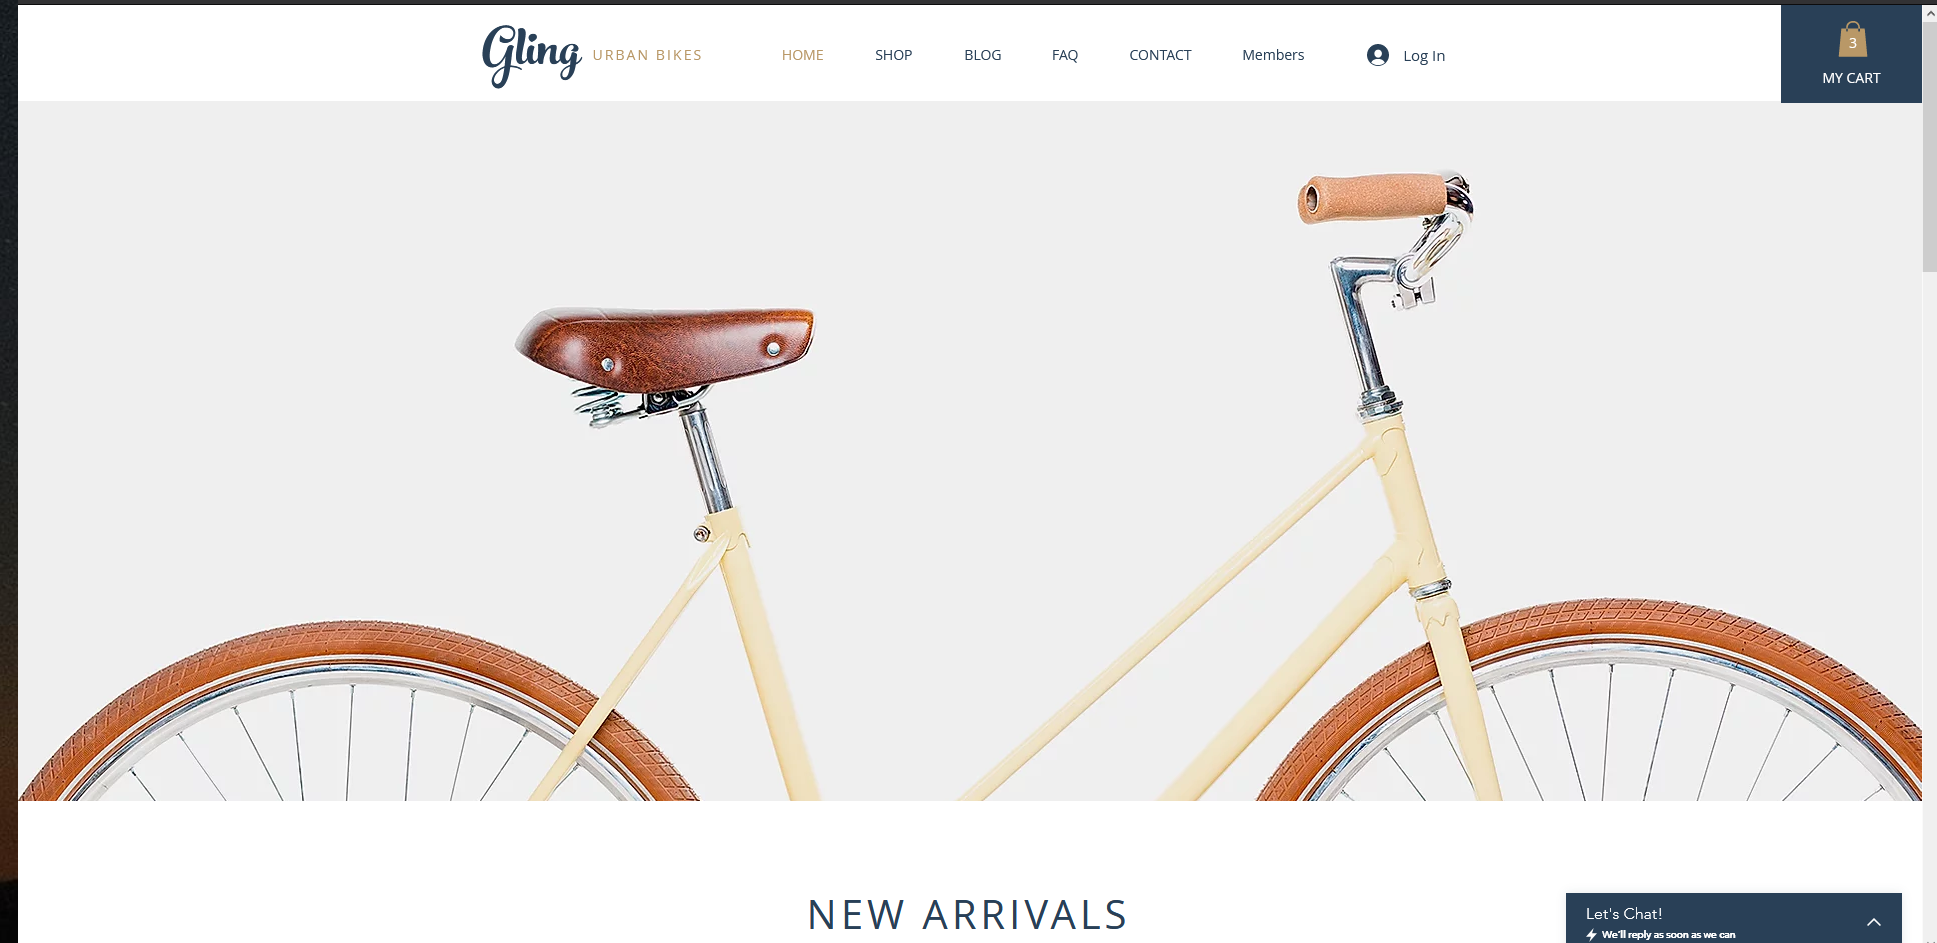 Gling URBAN BIKES
HOME SHOP BLOG FAQ CONTACT Members Log In
3
MY CART
NEW ARRIVALS
Let's Chat!
We'll reply as soon as we can